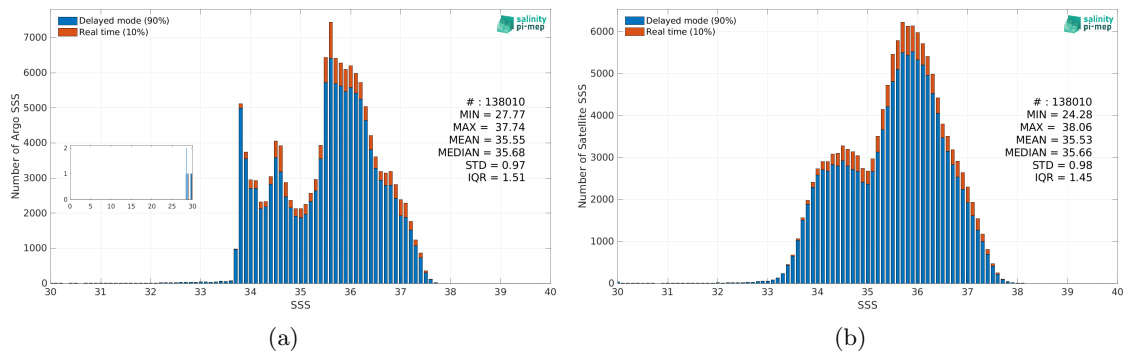 Delayed mode (90%)
Real time (10%)
salinity
pi-mep
Number of Argo SSS
7000
6000
5000
4000
3000
2000
1000
0
# : 138010
MIN = 27.77
MAX = 37.74
MEAN = 35.55
MEDIAN = 35.68
STD = 0.97
IQR = 1.51
2
1
0
0 5 10 15 20 25 30
30 31 32 33 34 35 36 37 38 39 40
SSS
(a)
Delayed mode (90%)
Real time (10%)
salinity
pi-mep
Number of Satellite SSS
6000
5000
4000
3000
2000
1000
0
# : 138010
MIN = 24.28
MAX = 38.06
MEAN = 35.53
MEDIAN = 35.66
STD = 0.98
IQR = 1.45
30 31 32 33 34 35 36 37 38 39 40
SSS
(b)